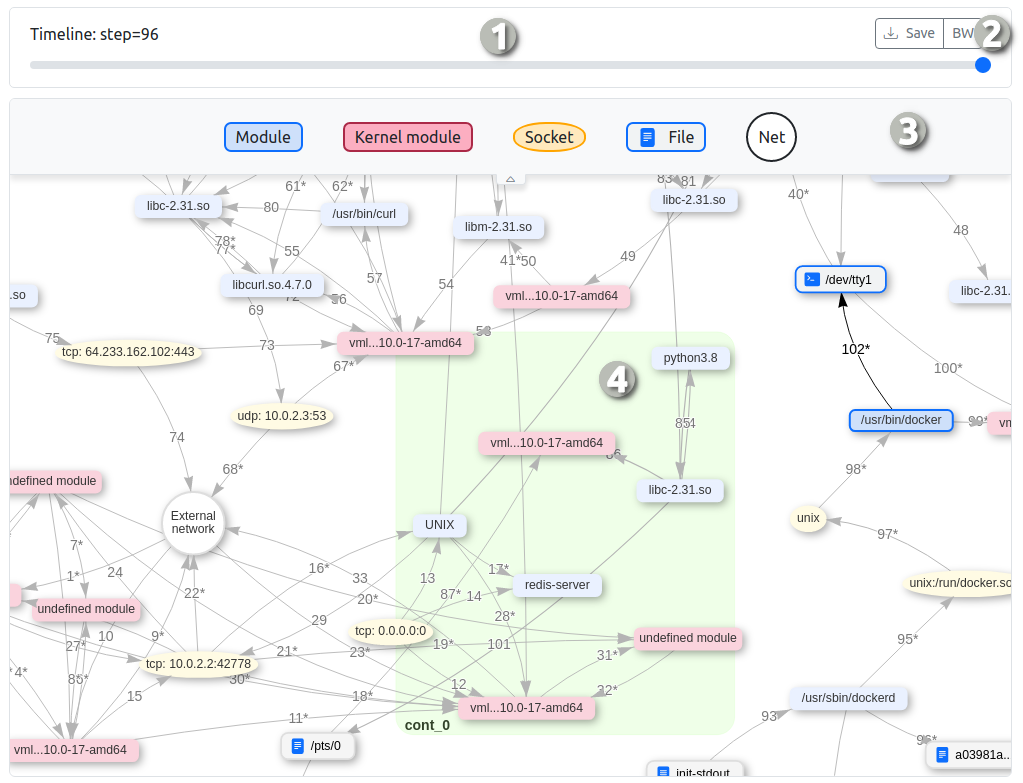 Timeline: step=96
1
Save
BW
2
Module
Kernel module
Socket
File
Net
3
83
81
61*
62*
40*
libc-2.31.so
80
/usr/bin/curl
libm-2.31.so
libc-2.31.so
48
78*
77*
55
41*
50
49
libcurl.so.4.7.0
57
54
/dev/tty1
.so
72
56
vml...10.0-17-amd64
libc-2.31.
69
75
73
vml...10.0-17-amd64
53
102*
tcp: 64.233.162.102:443
67*
python3.8
100*
4
udp: 10.0.2.3:53
85
84
/usr/bin/docker
99*
vm
74
vml...10.0-17-amd64
86
68*
98*
ndefined module
libc-2.31.so
External
network
UNIX
unix
97*
7*
16*
17*
24
1*
33
13
redis-server
unix:/run/docker.so
22*
20*
87*
14
undefined module
28*
29
10
9*
tcp: 0.0.0.0:0
undefined module
95*
27*
21*
23*
19*
101
31*
tcp: 10.0.2.2:42778
4*
30*
12
32*
15
18*
/usr/sbin/dockerd
vml...10.0-17-amd64
11*
93
cont_0
96*
vml...10.0-17-amd64
/pts/0
a03981a..
init-stdout